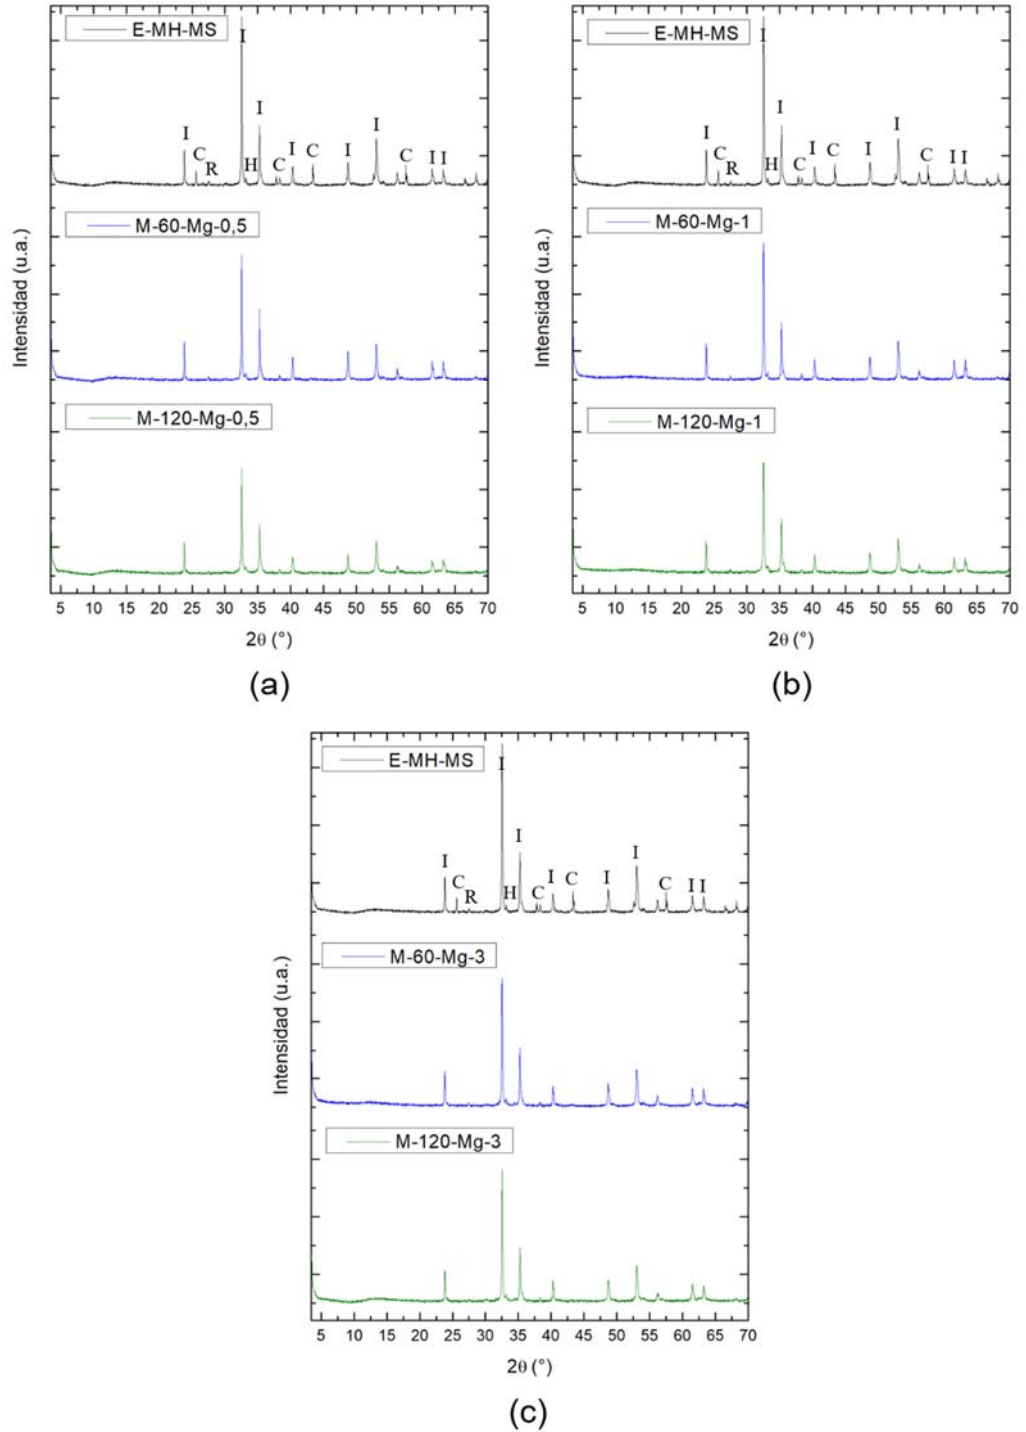 E-MH-MS
I
I
I
I
C
R
H
C
I
C
I
C
I I
M-60-Mg-0,5
M-120-Mg-0,5
Intensidad (u.a.)
5 10 15 20 25 30 35 40 45 50 55 60 65 70
2θ (°)
(a)
E-MH-MS
I
I
I
I
C
R
H
C
I
C
I
C
I I
M-60-Mg-1
M-120-Mg-1
Intensidad (u.a.)
5 10 15 20 25 30 35 40 45 50 55 60 65 70
2θ (°)
(b)
E-MH-MS
I
I
I
I
C
R
H
C
I
C
I
C
I I
M-60-Mg-3
M-120-Mg-3
Intensidad (u.a.)
5 10 15 20 25 30 35 40 45 50 55 60 65 70
2θ (°)
(c)